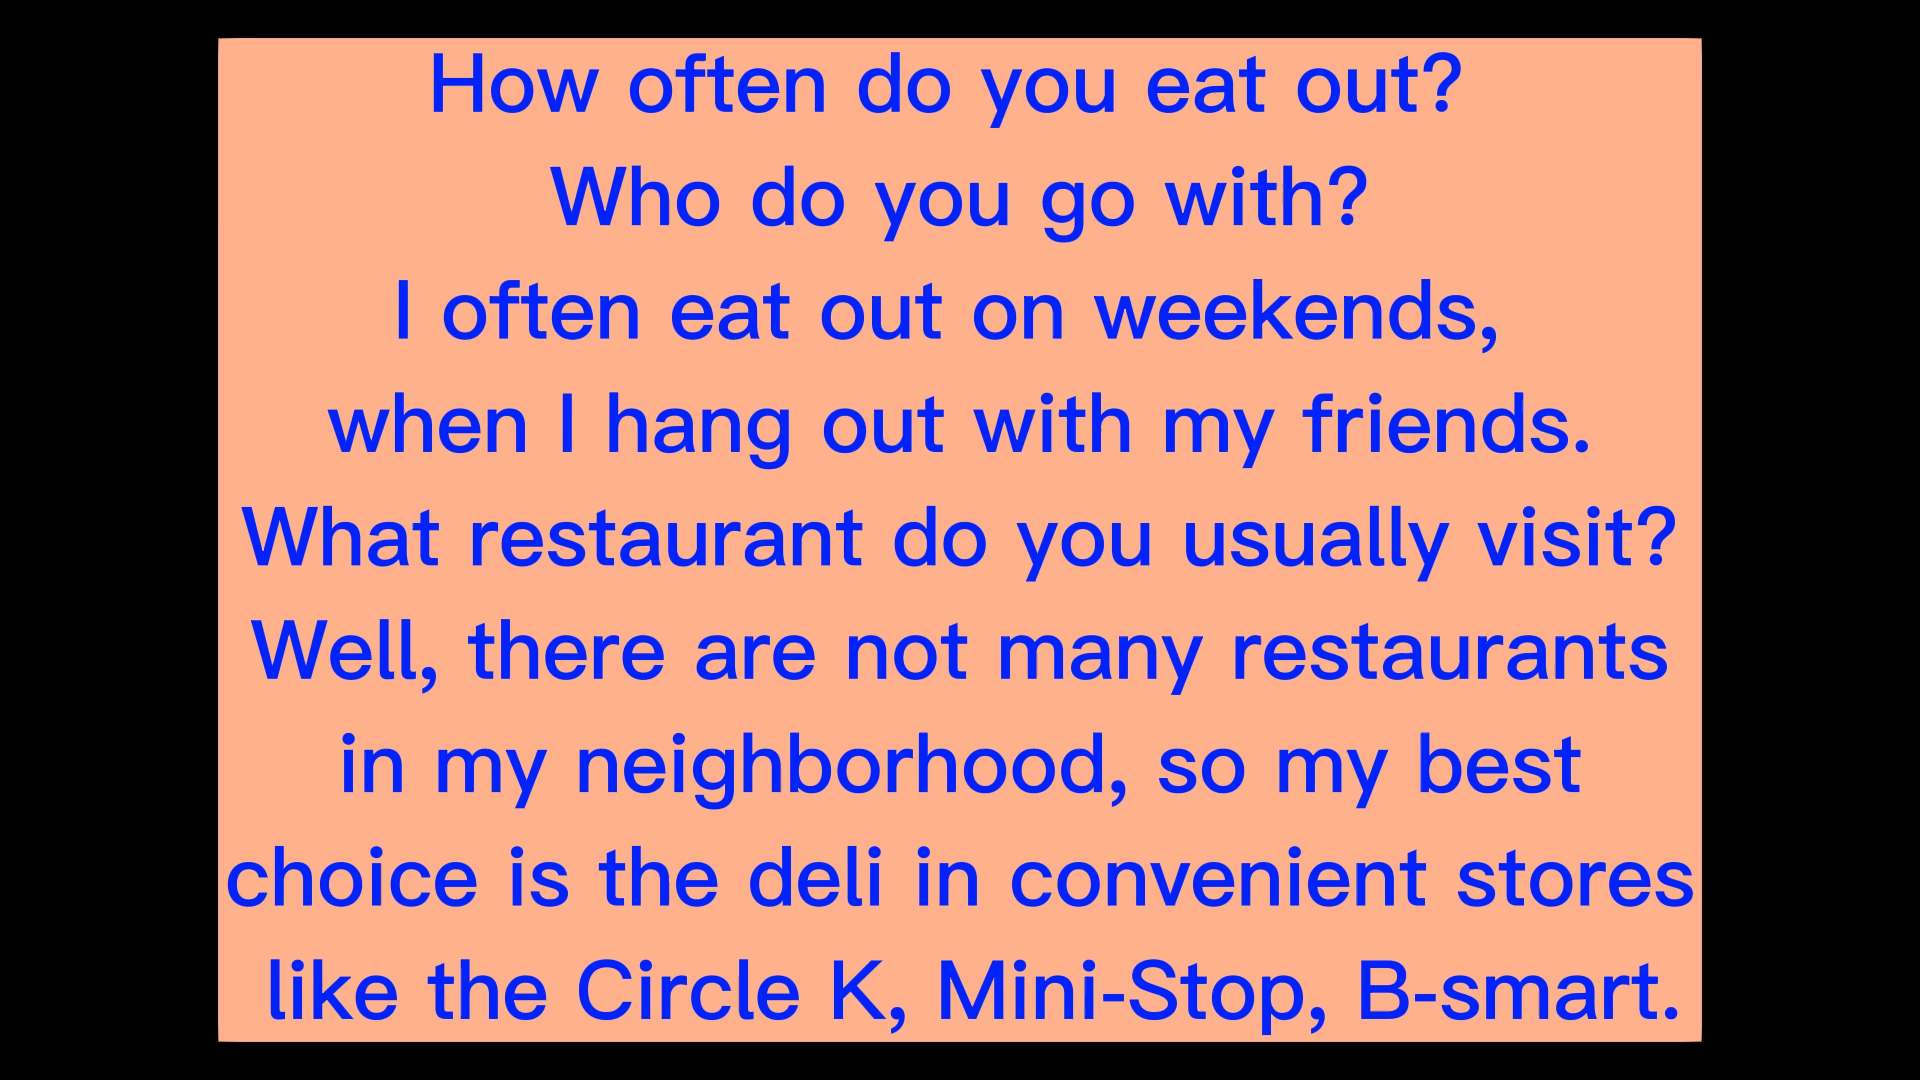 How often do you eat out?
Who do you go with?
I often eat out on weekends,
when I hang out with my friends.
What restaurant do you usually visit?
Well, there are not many restaurants
in my neighborhood, so my best
choice is the deli in convenient stores
like the Circle K, Mini-Stop, B-smart.